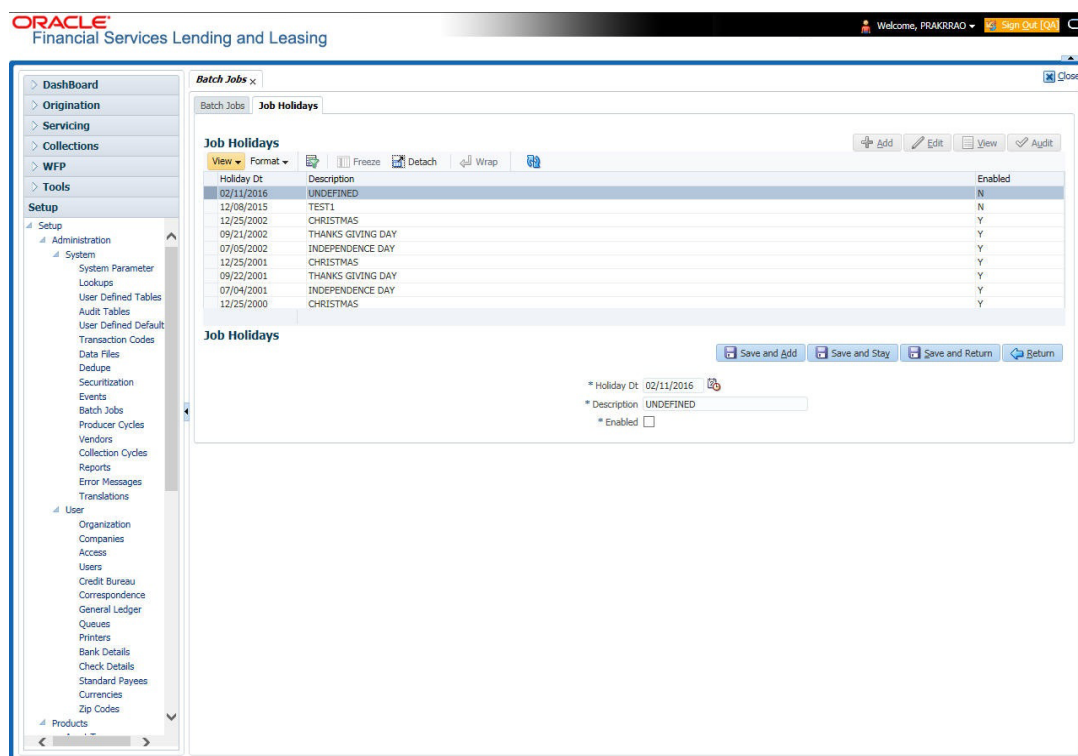 ORACLE®
Financial Services Lending and Leasing
Welcome, PRAKRRAO
Sign Out [QA]
DashBoard
Origination
Servicing
Collections
WFP
Tools
Setup
Setup
Administration
System
System Parameter
Lookups
User Defined Tables
Audit Tables
User Defined Default
Transaction Codes
Data Files
Dedupe
Securitization
Events
Batch Jobs
Producer Cycles
Vendors
Collection Cycles
Reports
Error Messages
Translations
User
Organization
Companies
Access
Users
Credit Bureau
Correspondence
General Ledger
Queues
Printers
Bank Details
Check Details
Standard Payees
Currencies
Zip Codes
Products
Batch Jobs x
Close
Batch Jobs Job Holidays
Job Holidays
Add Edit View Audit
View Format Freeze Detach Wrap
Holiday Dt Description Enabled
02/11/2016 UNDEFINED N
12/08/2015 TEST1 N
12/25/2002 CHRISTMAS Y
09/21/2002 THANKS GIVING DAY Y
07/05/2002 INDEPENDENCE DAY Y
12/25/2001 CHRISTMAS Y
09/22/2001 THANKS GIVING DAY Y
07/04/2001 INDEPENDENCE DAY Y
12/25/2000 CHRISTMAS Y
Job Holidays
Save and Add Save and Stay Save and Return Return
* Holiday Dt 02/11/2016
* Description UNDEFINED
* Enabled